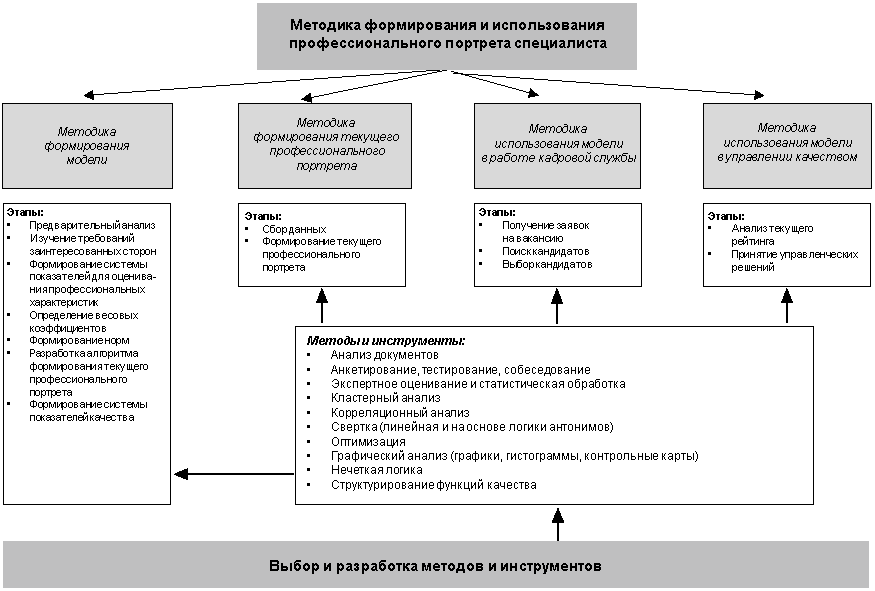 Методика формирования и использования
профессионального портрета специалиста
Методика
формирования
модели
Методика
формирования текущего
профессионального
портрета
Методика
использования модели
в работе кадровой службы
Методика
использования модели
в управлении качеством
Этапы:
• Предварительный анализ
• Изучение требований
заинтересованных сторон
• Формирование системы
показателей для оценива-
ния профессиональных
характеристик
• Определение весовых
коэффициентов
• Формирование норм
• Разработка алгоритма
формирования текущего
профессионального
портрета
• Формирование системы
показателей качества
Этапы:
• Сбор данных
• Формирование текущего
профессионального
портрета
Этапы:
• Получение заявок
на вакансию
• Поиск кандидатов
• Выбор кандидатов
Этапы:
• Анализ текущего
рейтинга
• Принятие управленческих
решений
Методы и инструменты:
• Анализ документов
• Анкетирование, тестирование, собеседование
• Экспертное оценивание и статистическая обработка
• Кластерный анализ
• Корреляционный анализ
• Свертка (линейная и на основе логики антонимов)
• Оптимизация
• Графический анализ (графики, гистограммы, контрольные карты)
• Нечеткая логика
• Структурирование функций качества
Выбор и разработка методов и инструментов